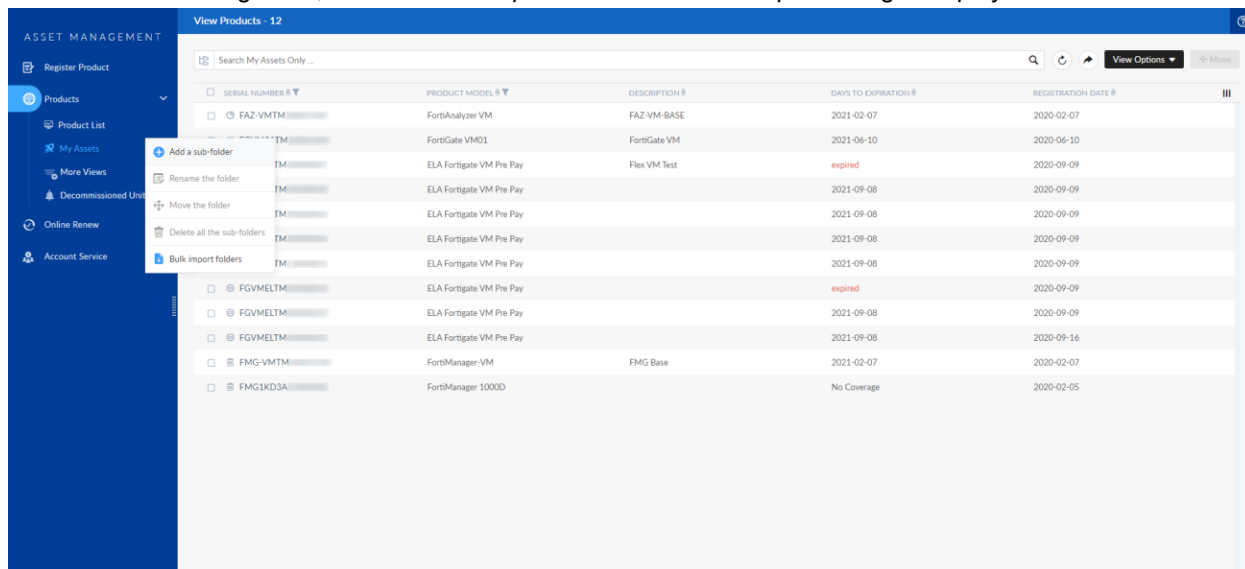 View Products - 12
ASSET MANAGEMENT
Register Product
Products
Product List
My Assets
More Views
Decommissioned Unit
Online Renew
Account Service
Add a sub-folder
Rename the folder
Move the folder
Delete all the sub-folders
Bulk import folders
Search My Assets Only ...
View Options
Move
SERIAL NUMBER PRODUCT MODEL DESCRIPTION DAYS TO EXPIRATION REGISTRATION DATE
FAZ-VMTM FortiAnalyzer VM FAZ-VM-BASE 2021-02-07 2020-02-07
TM FortiGate VM01 FortiGate VM 2021-06-10 2020-06-10
TM ELA Fortigate VM Pre Pay Flex VM Test expired 2020-09-09
TM ELA Fortigate VM Pre Pay 2021-09-08 2020-09-09
TM ELA Fortigate VM Pre Pay 2021-09-08 2020-09-09
TM ELA Fortigate VM Pre Pay 2021-09-08 2020-09-09
TM ELA Fortigate VM Pre Pay 2021-09-08 2020-09-09
FGVMELTM ELA Fortigate VM Pre Pay expired 2020-09-09
FGVMELTM ELA Fortigate VM Pre Pay 2021-09-08 2020-09-09
FGVMELTM ELA Fortigate VM Pre Pay 2021-09-08 2020-09-16
FMG-VMTM FortiManager-VM FMG Base 2021-02-07 2020-02-07
FMG1KD3A FortiManager 1000D No Coverage 2020-02-05